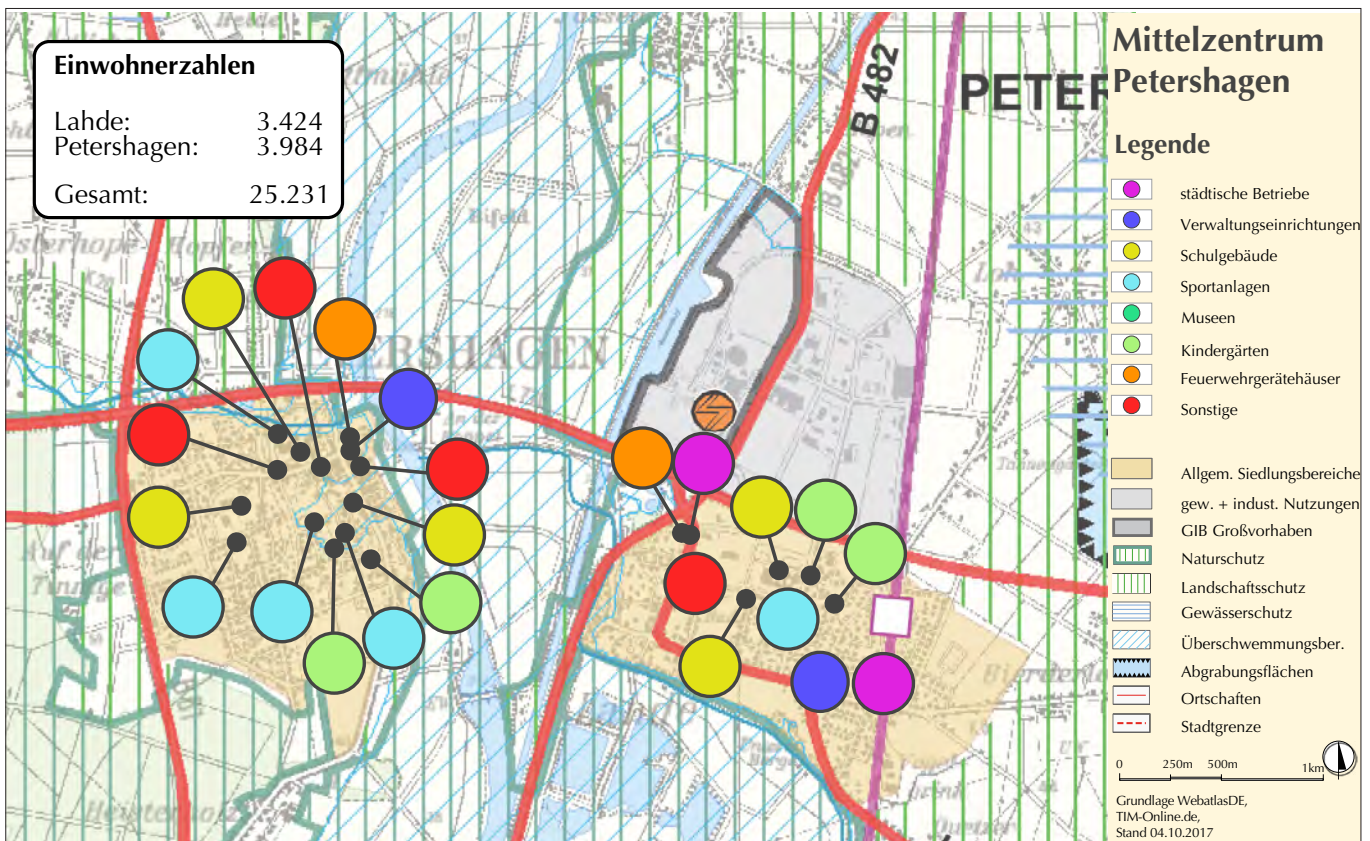 Einwohnerzahlen
Lahde: 3.424
Petershagen: 3.984
Gesamt: 25.231
Bifeld
PETERSHAGEN
B 482
PETER
Mittelzentrum
Petershagen
Legende
städtische Betriebe
Verwaltungseinrichtungen
Schulgebäude
Sportanlagen
Museen
Kindergärten
Feuerwehrgerätehäuser
Sonstige
Allgem. Siedlungsbereiche
gew. + indust. Nutzungen
GIB Großvorhaben
Naturschutz
Landschaftsschutz
Gewässerschutz
Überschwemmungsber.
Abgrabungsflächen
Ortschaften
Stadtgrenze
0 250m 500m 1km
Grundlage WebatlasDE,
TIM-Online.de,
Stand 04.10.2017